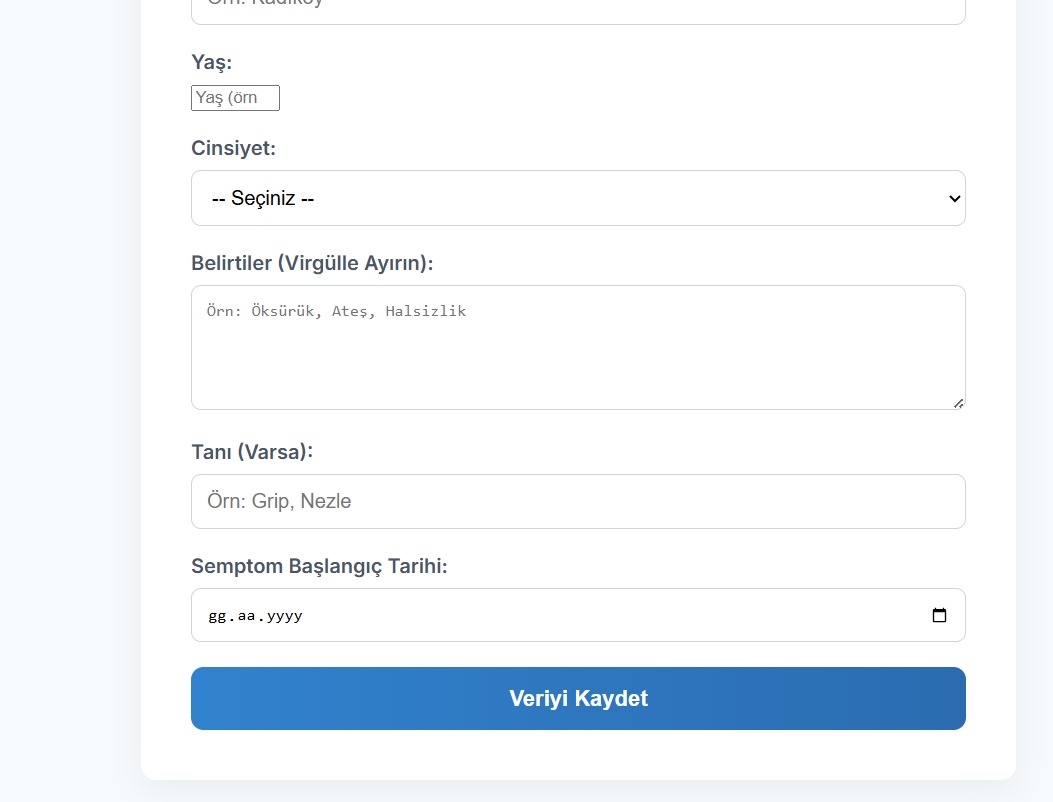 Örn: Kadıköy
Yaş:
Yaş (örn
Cinsiyet:
-- Seçiniz --
Belirtiler (Virgülle Ayırın):
Örn: Öksürük, Ateş, Halsizlik
Tanı (Varsa):
Örn: Grip, Nezle
Semptom Başlangıç Tarihi:
gg.aa.yyyy
Veriyi Kaydet